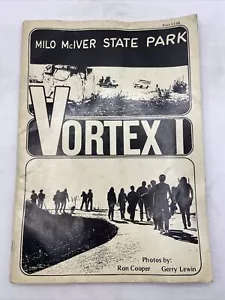 MILO McIVER STATE PARK
VORTEX I
Photos by:
Ron Cooper Gerry Lewin